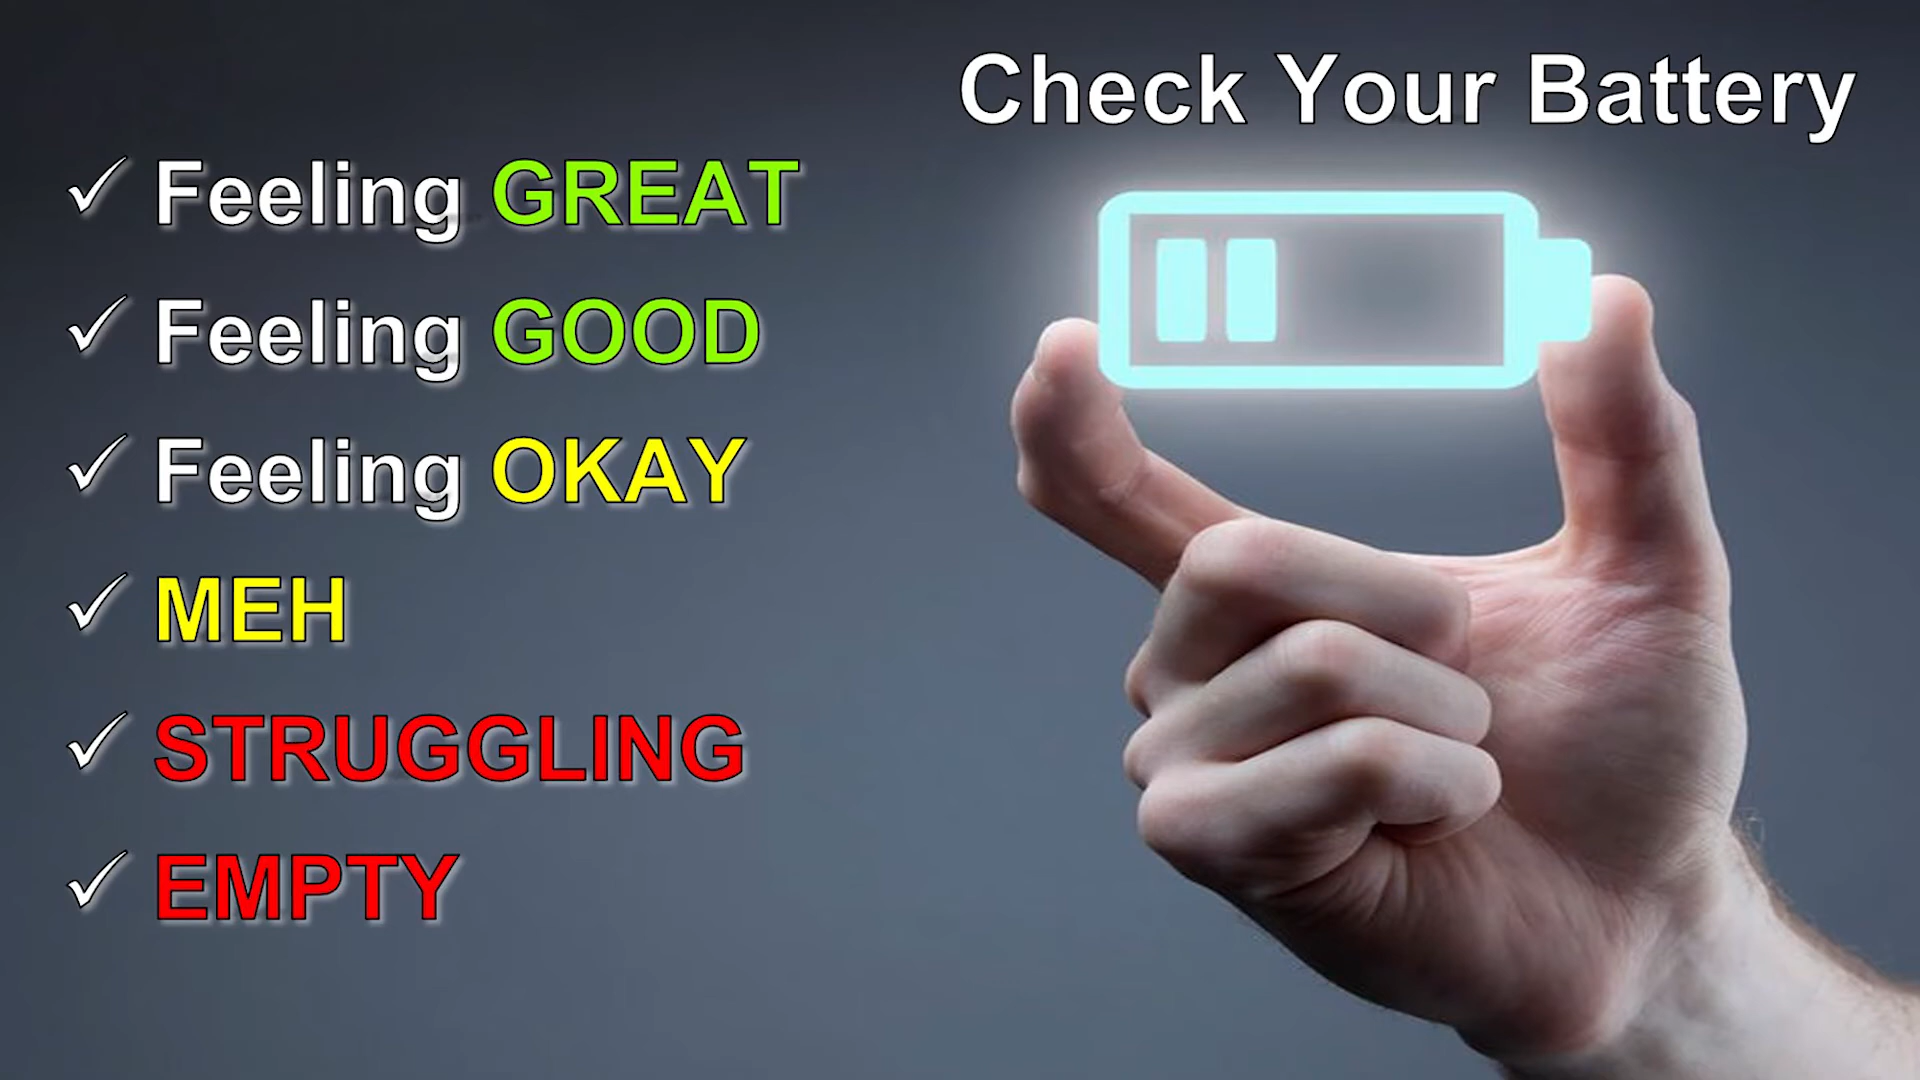 Check Your Battery
Feeling GREAT
Feeling GOOD
Feeling OKAY
MEH
STRUGGLING
EMPTY